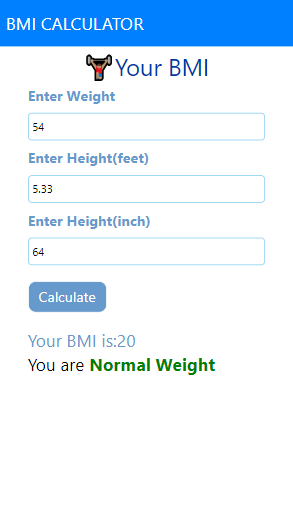 BMI CALCULATOR
Your BMI
Enter Weight
54
Enter Height(feet)
5.33
Enter Height(inch)
64
Calculate
Your BMI is:20
You are Normal Weight